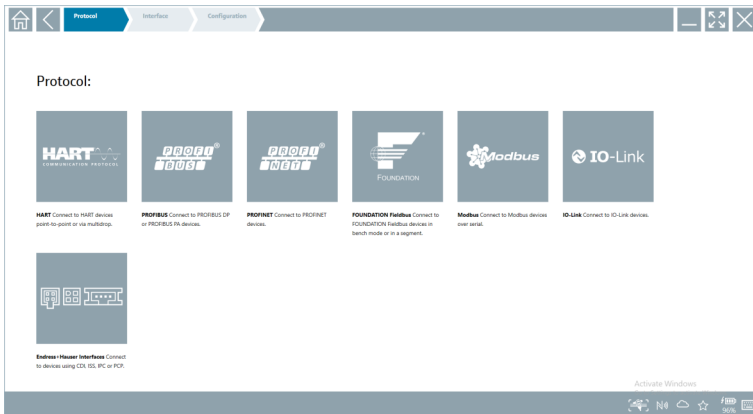 Protocol
Interface
Configuration
Protocol:
HART
COMMUNICATION PROTOCOL
PROFI
BUS
PROFI
NET
FOUNDATION
Modbus
IO-Link
HART Connect to HART devices
point-to-point or via multidrop.
PROFIBUS Connect to PROFIBUS DP
or PROFIBUS PA devices.
PROFINET Connect to PROFINET
devices.
FOUNDATION Fieldbus Connect to
FOUNDATION Fieldbus devices in
bench mode or in a segment.
Modbus Connect to Modbus devices
over serial.
IO-Link Connect to IO-Link devices.
Endress+Hauser Interfaces Connect
to devices using CDI, ISS, IPC or PCP.
Activate Windows
96%